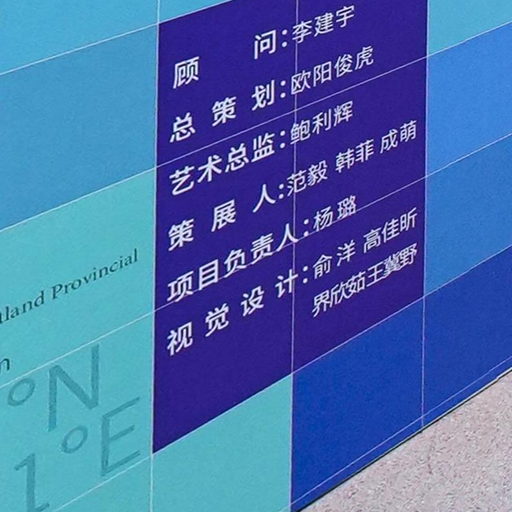 顾 问:李建宇
总 策 划:欧阳俊虎
艺术总监:鲍利辉
策 展 人:范毅 韩菲 成萌
项目负责人:杨璐
视 觉 设 计:俞洋 高佳昕
界欣茹 王冀野
tland Provincial
n
°N
1°E